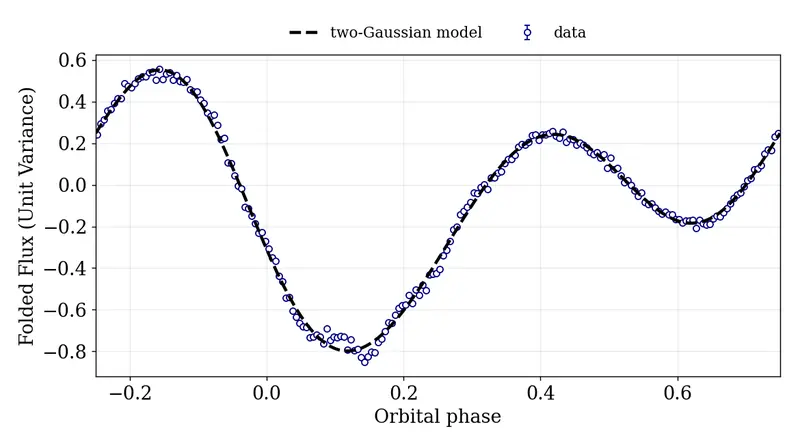 two-Gaussian model data
0.6
0.4
0.2
0.0
−0.2
−0.4
−0.6
−0.8
Folded Flux (Unit Variance)
−0.2 0.0 0.2 0.4 0.6
Orbital phase